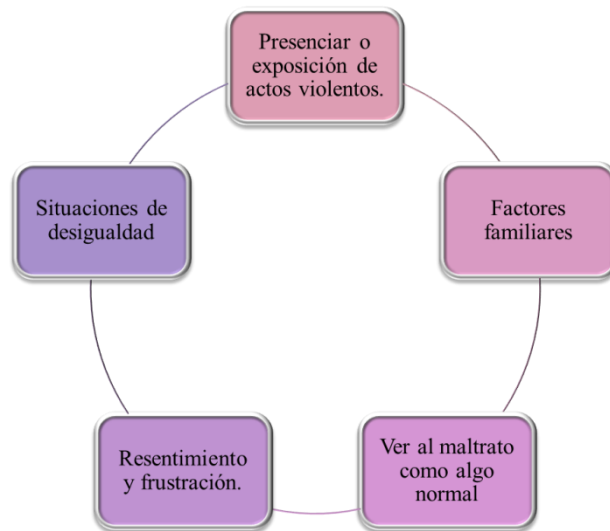 Presenciar o
exposición de
actos violentos.
Factores
familiares
Ver al maltrato
como algo
normal
Resentimiento
y frustración.
Situaciones de
desigualdad